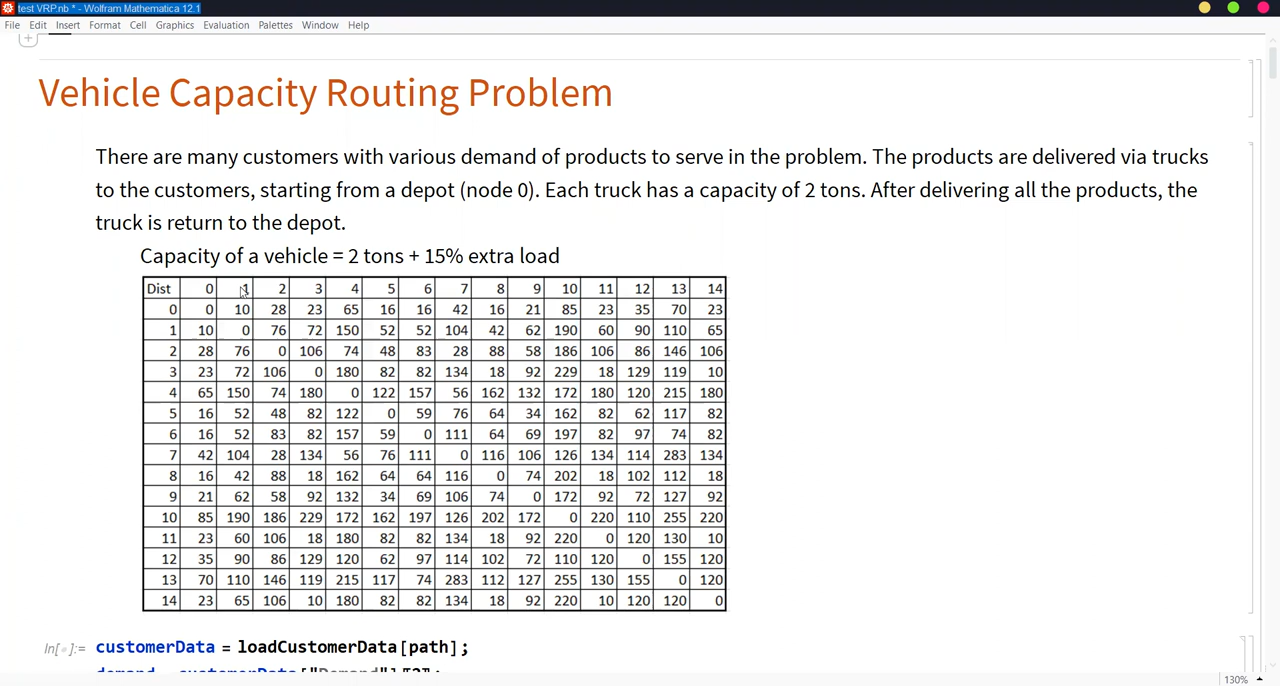 test VRP.nb * - Wolfram Mathematica 12.1
File Edit Insert Format Cell Graphics Evaluation Palettes Window Help
Vehicle Capacity Routing Problem
There are many customers with various demand of products to serve in the problem. The products are delivered via trucks
to the customers, starting from a depot (node 0). Each truck has a capacity of 2 tons. After delivering all the products, the
truck is return to the depot.
Capacity of a vehicle = 2 tons + 15% extra load
Dist 0 1 2 3 4 5 6 7 8 9 10 11 12 13 14
0 0 10 28 23 65 16 16 42 16 21 85 23 35 70 23
1 10 0 76 72 150 52 52 104 42 62 190 60 90 110 65
2 28 76 0 106 74 48 83 28 88 58 186 106 86 146 106
3 23 72 106 0 180 82 82 134 18 92 229 18 129 119 10
4 65 150 74 180 0 122 157 56 162 132 172 180 120 215 180
5 16 52 48 82 122 0 59 76 64 34 162 82 62 117 82
6 16 52 83 82 157 59 0 111 64 69 197 82 97 74 82
7 42 104 28 134 56 76 111 0 116 106 126 134 114 283 134
8 16 42 88 18 162 64 64 116 0 74 202 18 102 112 18
9 21 62 58 92 132 34 69 106 74 0 172 92 72 127 92
10 85 190 186 229 172 162 197 126 202 172 0 220 110 255 220
11 23 60 106 18 180 82 82 134 18 92 220 0 120 130 10
12 35 90 86 129 120 62 97 114 102 72 110 120 0 155 120
13 70 110 146 119 215 117 74 283 112 127 255 130 155 0 120
14 23 65 106 10 180 82 82 134 18 92 220 10 120 120 0
In[ ]:= customerData = loadCustomerData[path];
demand = customerData["Demand"][[2]];
130%